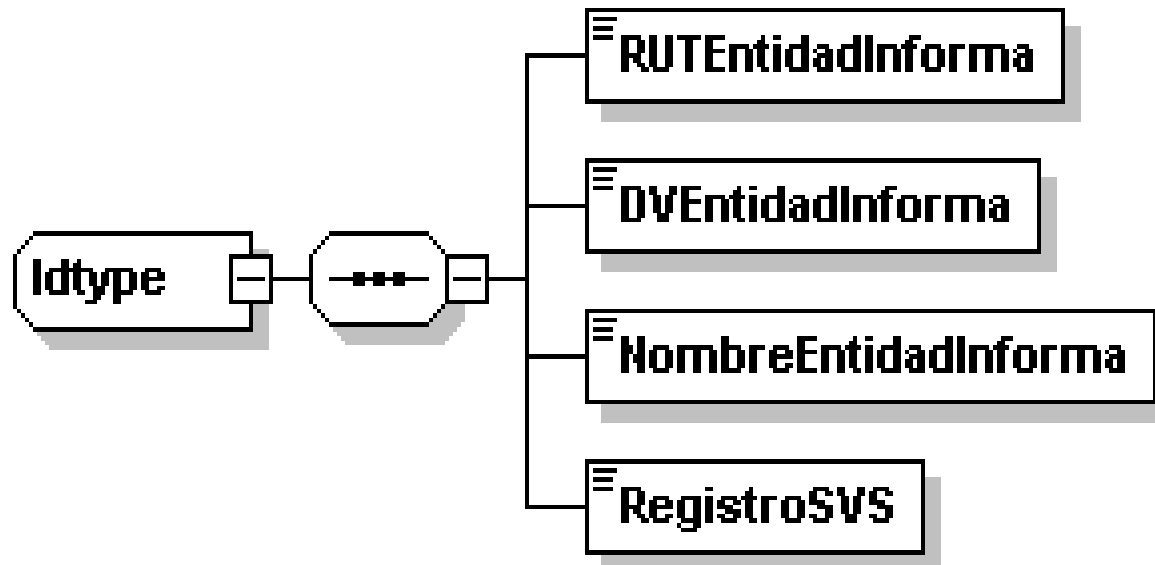 RUTEntidadInforma
DVEntidadInforma
Idtype
NombreEntidadInforma
RegistroSVS